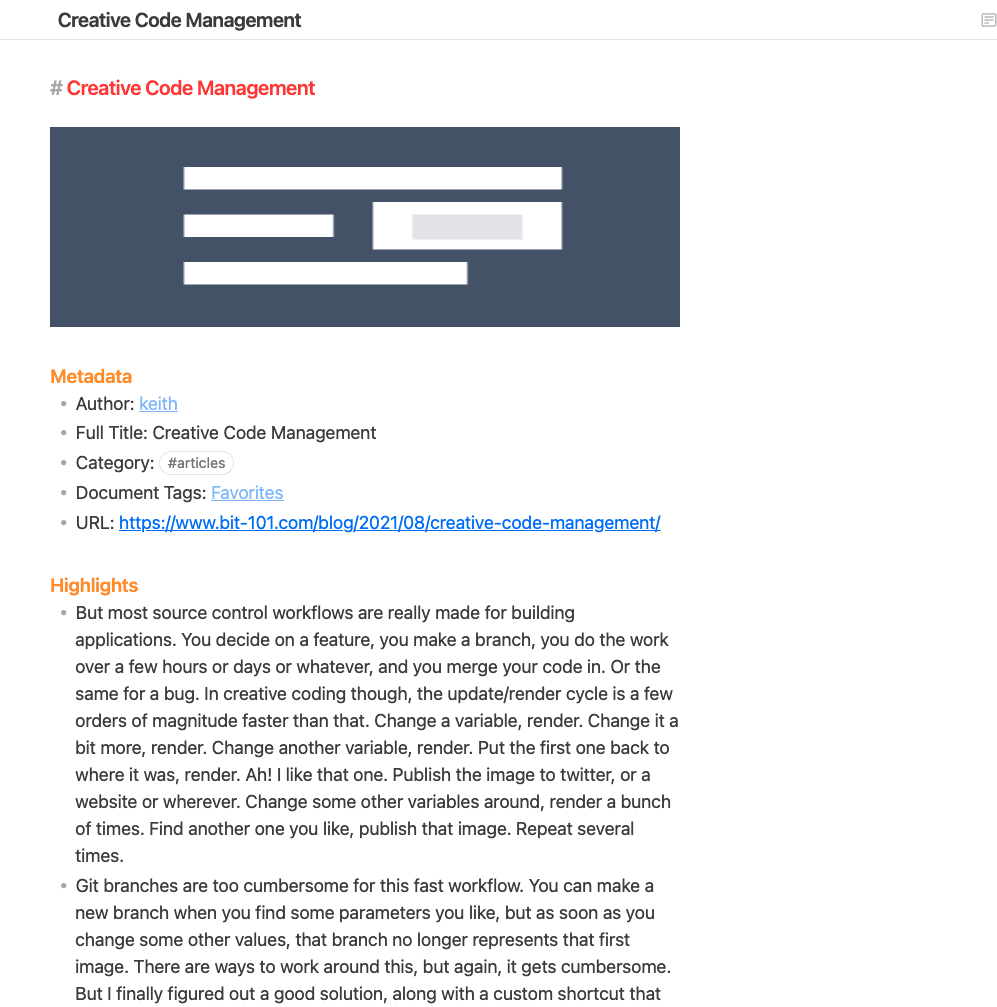 Creative Code Management
# Creative Code Management
Metadata
• Author: keith
• Full Title: Creative Code Management
• Category: #articles
• Document Tags: Favorites
• URL: https://www.bit-101.com/blog/2021/08/creative-code-management/
Highlights
• But most source control workflows are really made for building
applications. You decide on a feature, you make a branch, you do the work
over a few hours or days or whatever, and you merge your code in. Or the
same for a bug. In creative coding though, the update/render cycle is a few
orders of magnitude faster than that. Change a variable, render. Change it a
bit more, render. Change another variable, render. Put the first one back to
where it was, render. Ah! I like that one. Publish the image to twitter, or a
website or wherever. Change some other variables around, render a bunch
of times. Find another one you like, publish that image. Repeat several
times.
• Git branches are too cumbersome for this fast workflow. You can make a
new branch when you find some parameters you like, but as soon as you
change some other values, that branch no longer represents that first
image. There are ways to work around this, but again, it gets cumbersome.
But I finally figured out a good solution, along with a custom shortcut that